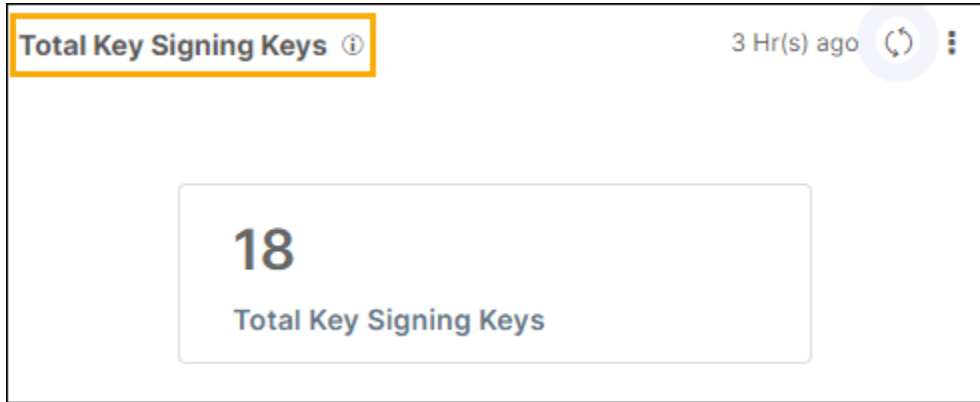 Total Key Signing Keys ⓘ 3 Hr(s) ago
18
Total Key Signing Keys